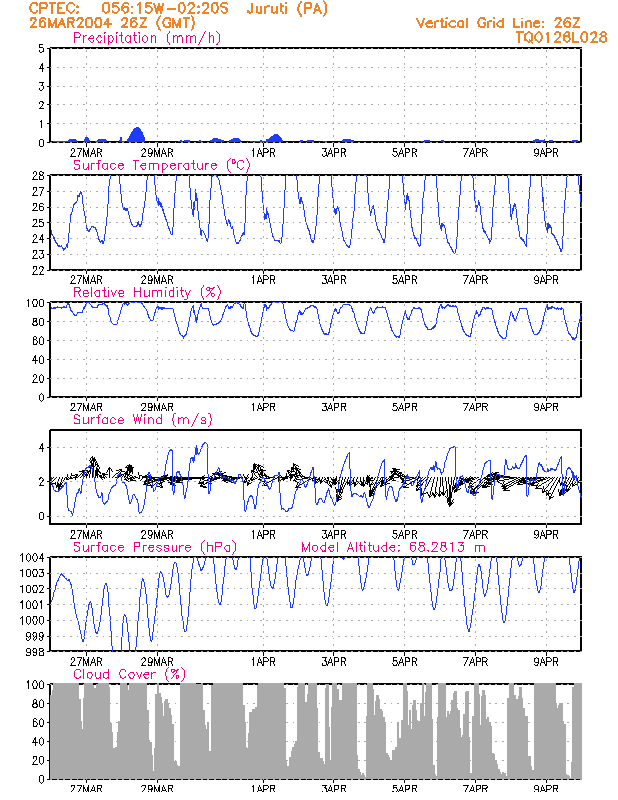 CPTEC: 056:15W-02:20S Juruti (PA)
26MAR2004 26Z (GMT) Vertical Grid Line: 26Z
Precipitation (mm/h) TQ0126L028
5
4
3
2
1
0
27MAR 29MAR 1APR 3APR 5APR 7APR 9APR
Surface Temperature (°C)
28
27
26
25
24
23
22
27MAR 29MAR 1APR 3APR 5APR 7APR 9APR
Relative Humidity (%)
100
80
60
40
20
0
27MAR 29MAR 1APR 3APR 5APR 7APR 9APR
Surface Wind (m/s)
4
2
0
27MAR 29MAR 1APR 3APR 5APR 7APR 9APR
Surface Pressure (hPa) Model Altitude: 68.2813 m
1004
1003
1002
1001
1000
999
998
27MAR 29MAR 1APR 3APR 5APR 7APR 9APR
Cloud Cover (%)
100
80
60
40
20
0
27MAR 29MAR 1APR 3APR 5APR 7APR 9APR